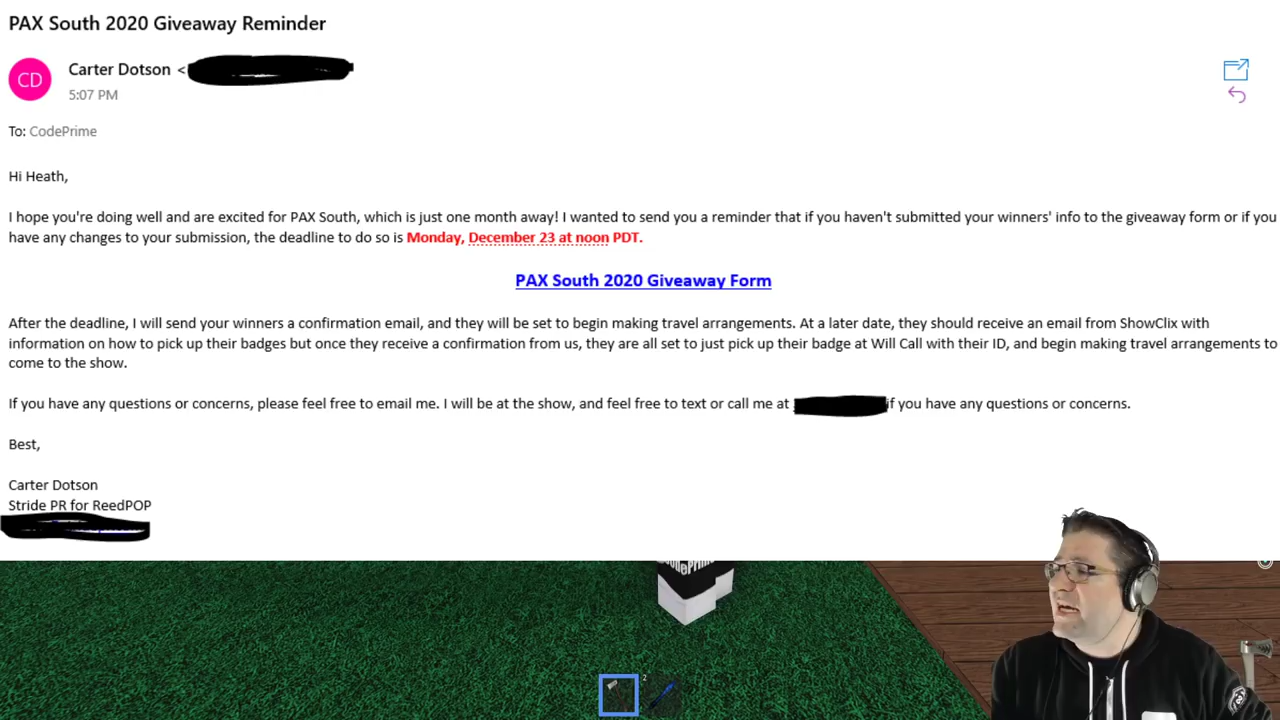 PAX South 2020 Giveaway Reminder
CD
Carter Dotson <
5:07 PM
To: CodePrime
Hi Heath,
I hope you're doing well and are excited for PAX South, which is just one month away! I wanted to send you a reminder that if you haven't submitted your winners' info to the giveaway form or if you
have any changes to your submission, the deadline to do so is Monday, December 23 at noon PDT.
PAX South 2020 Giveaway Form
After the deadline, I will send your winners a confirmation email, and they will be set to begin making travel arrangements. At a later date, they should receive an email from ShowClix with
information on how to pick up their badges but once they receive a confirmation from us, they are all set to just pick up their badge at Will Call with their ID, and begin making travel arrangements to
come to the show.
If you have any questions or concerns, please feel free to email me. I will be at the show, and feel free to text or call me at if you have any questions or concerns.
Best,
Carter Dotson
Stride PR for ReedPOP
CodePrime
2